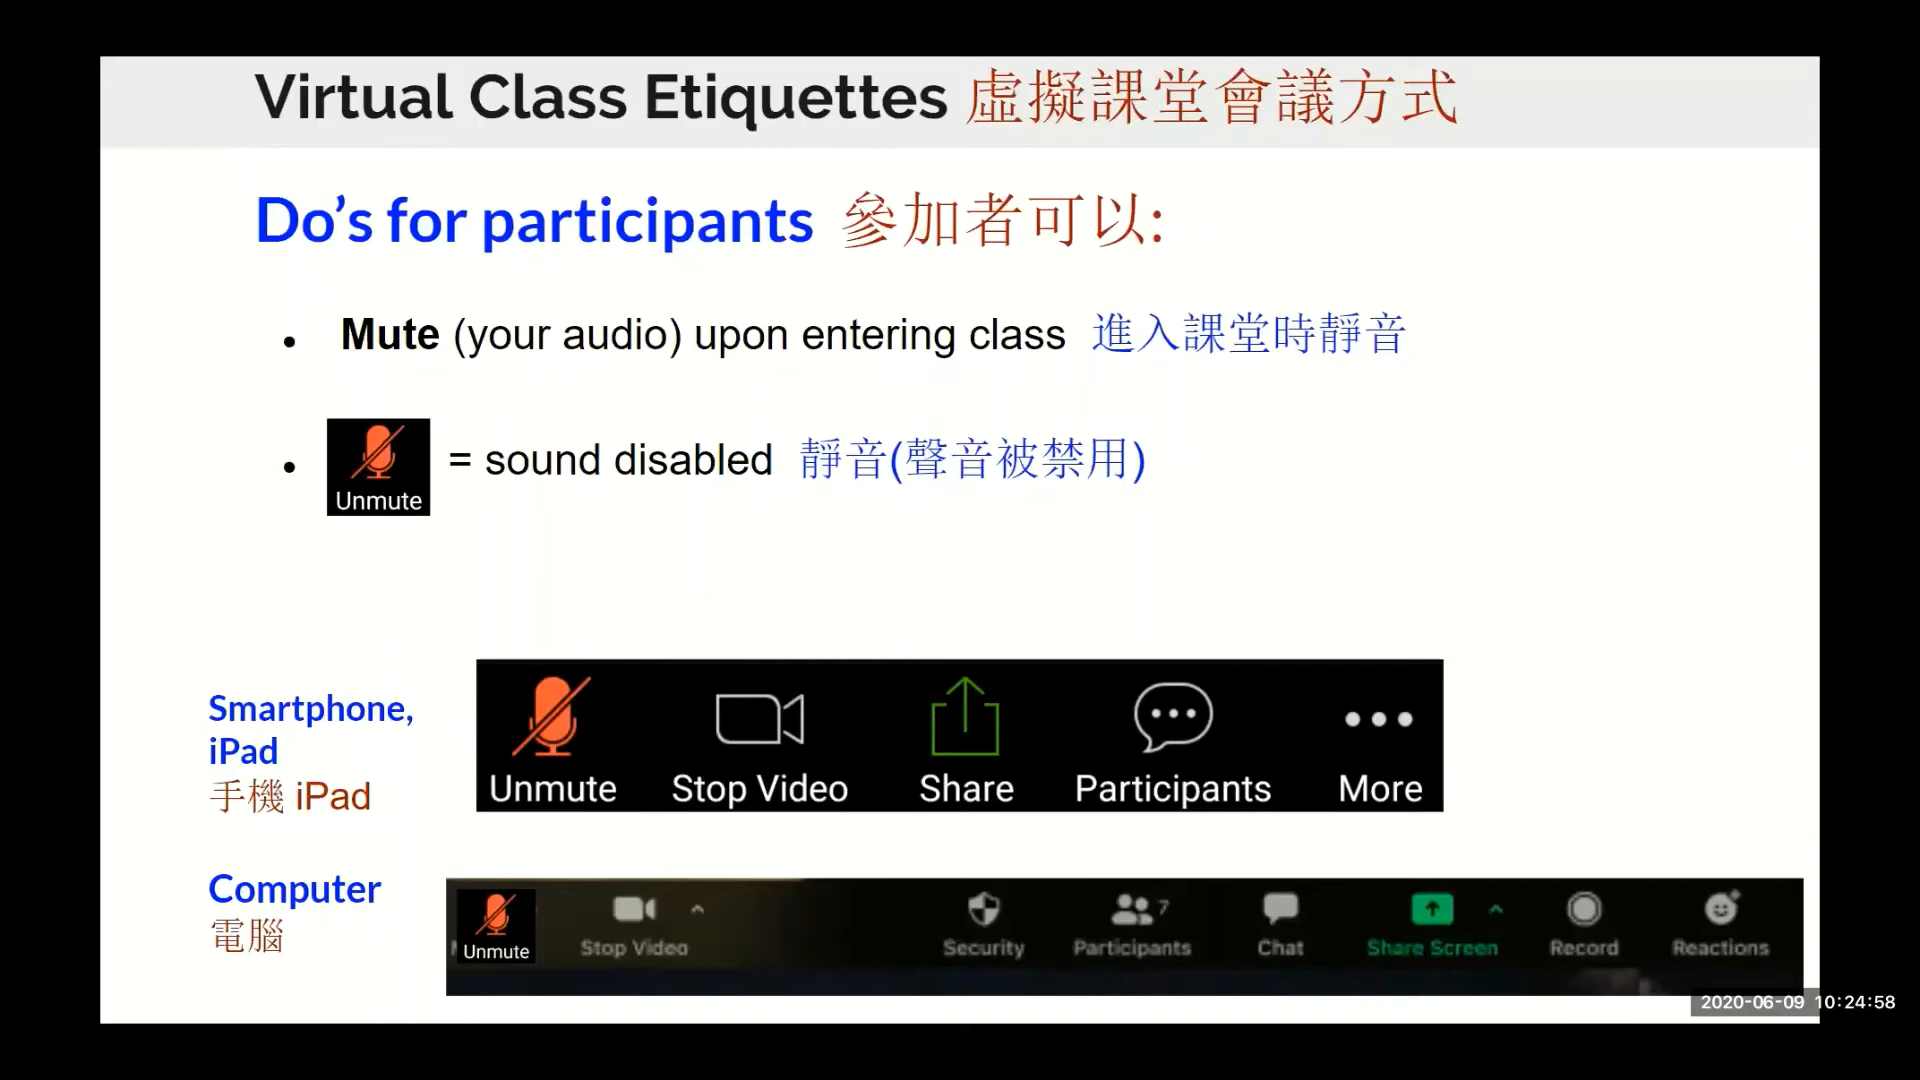 Virtual Class Etiquettes 虛擬課堂會議方式
Do's for participants 參加者可以:
• Mute (your audio) upon entering class 進入課堂時靜音
• Unmute = sound disabled 靜音(聲音被禁用)
Smartphone,
iPad
手機 iPad
Unmute Stop Video Share Participants More
Computer
電腦
Unmute Stop Video Security Participants 7 Chat Share Screen Record Reactions
2020-06-09 10:24:58